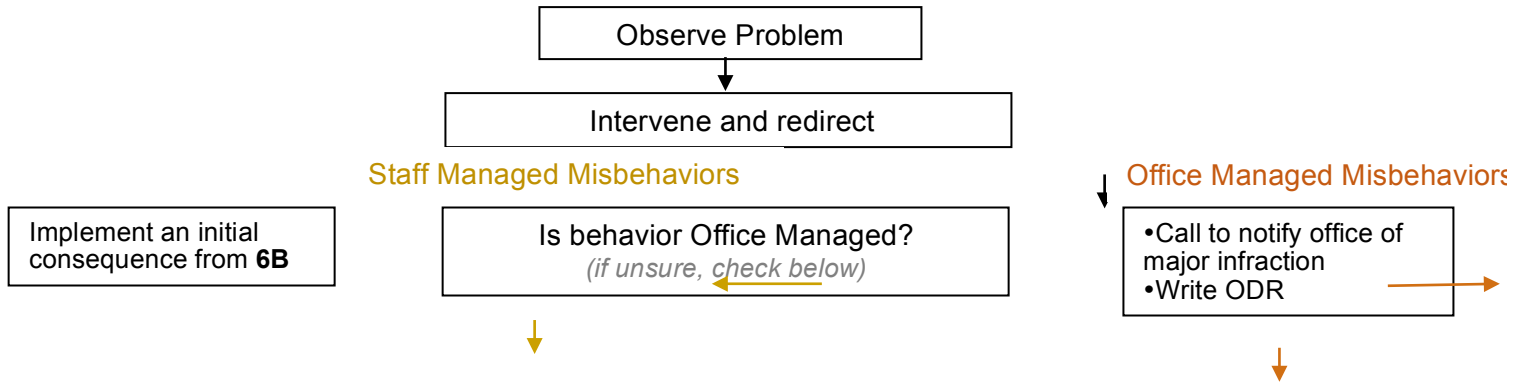 Observe Problem
Intervene and redirect
Staff Managed Misbehaviors
Office Managed Misbehaviors
Implement an initial
consequence from 6B
Is behavior Office Managed?
(if unsure, check below)
•Call to notify office of
major infraction
•Write ODR